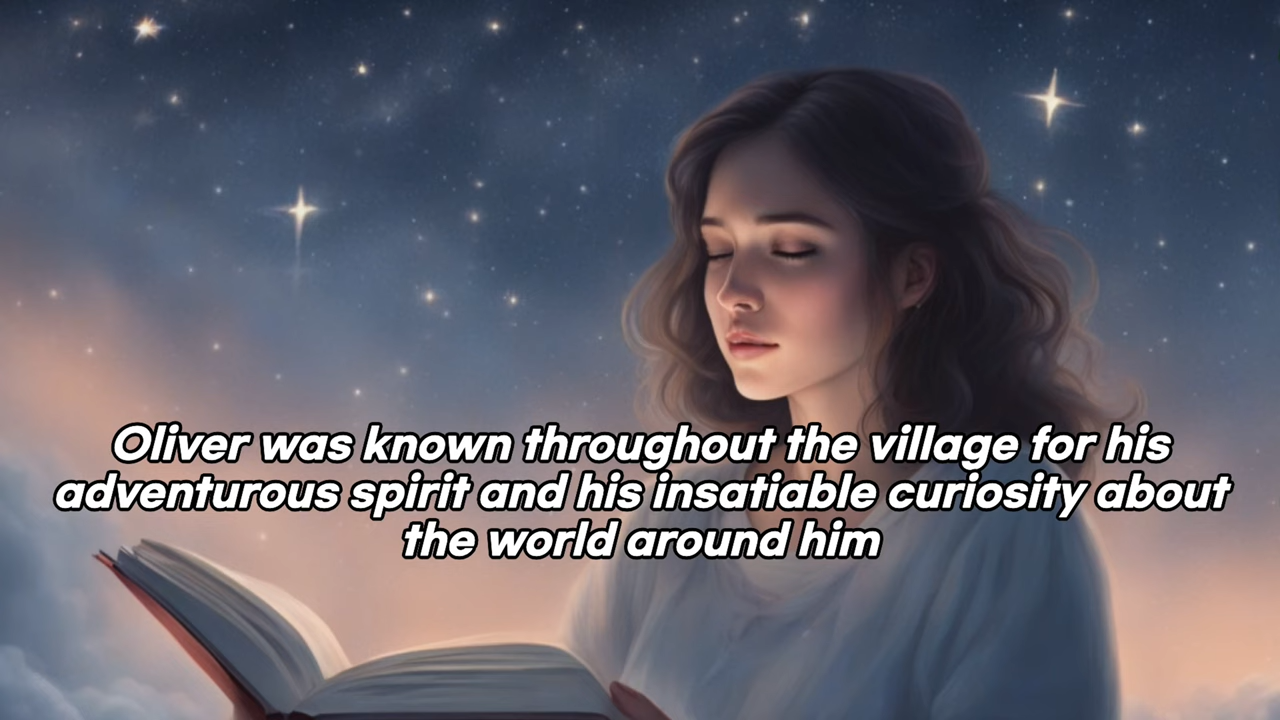 Oliver was known throughout the village for his
adventurous spirit and his insatiable curiosity about
the world around him